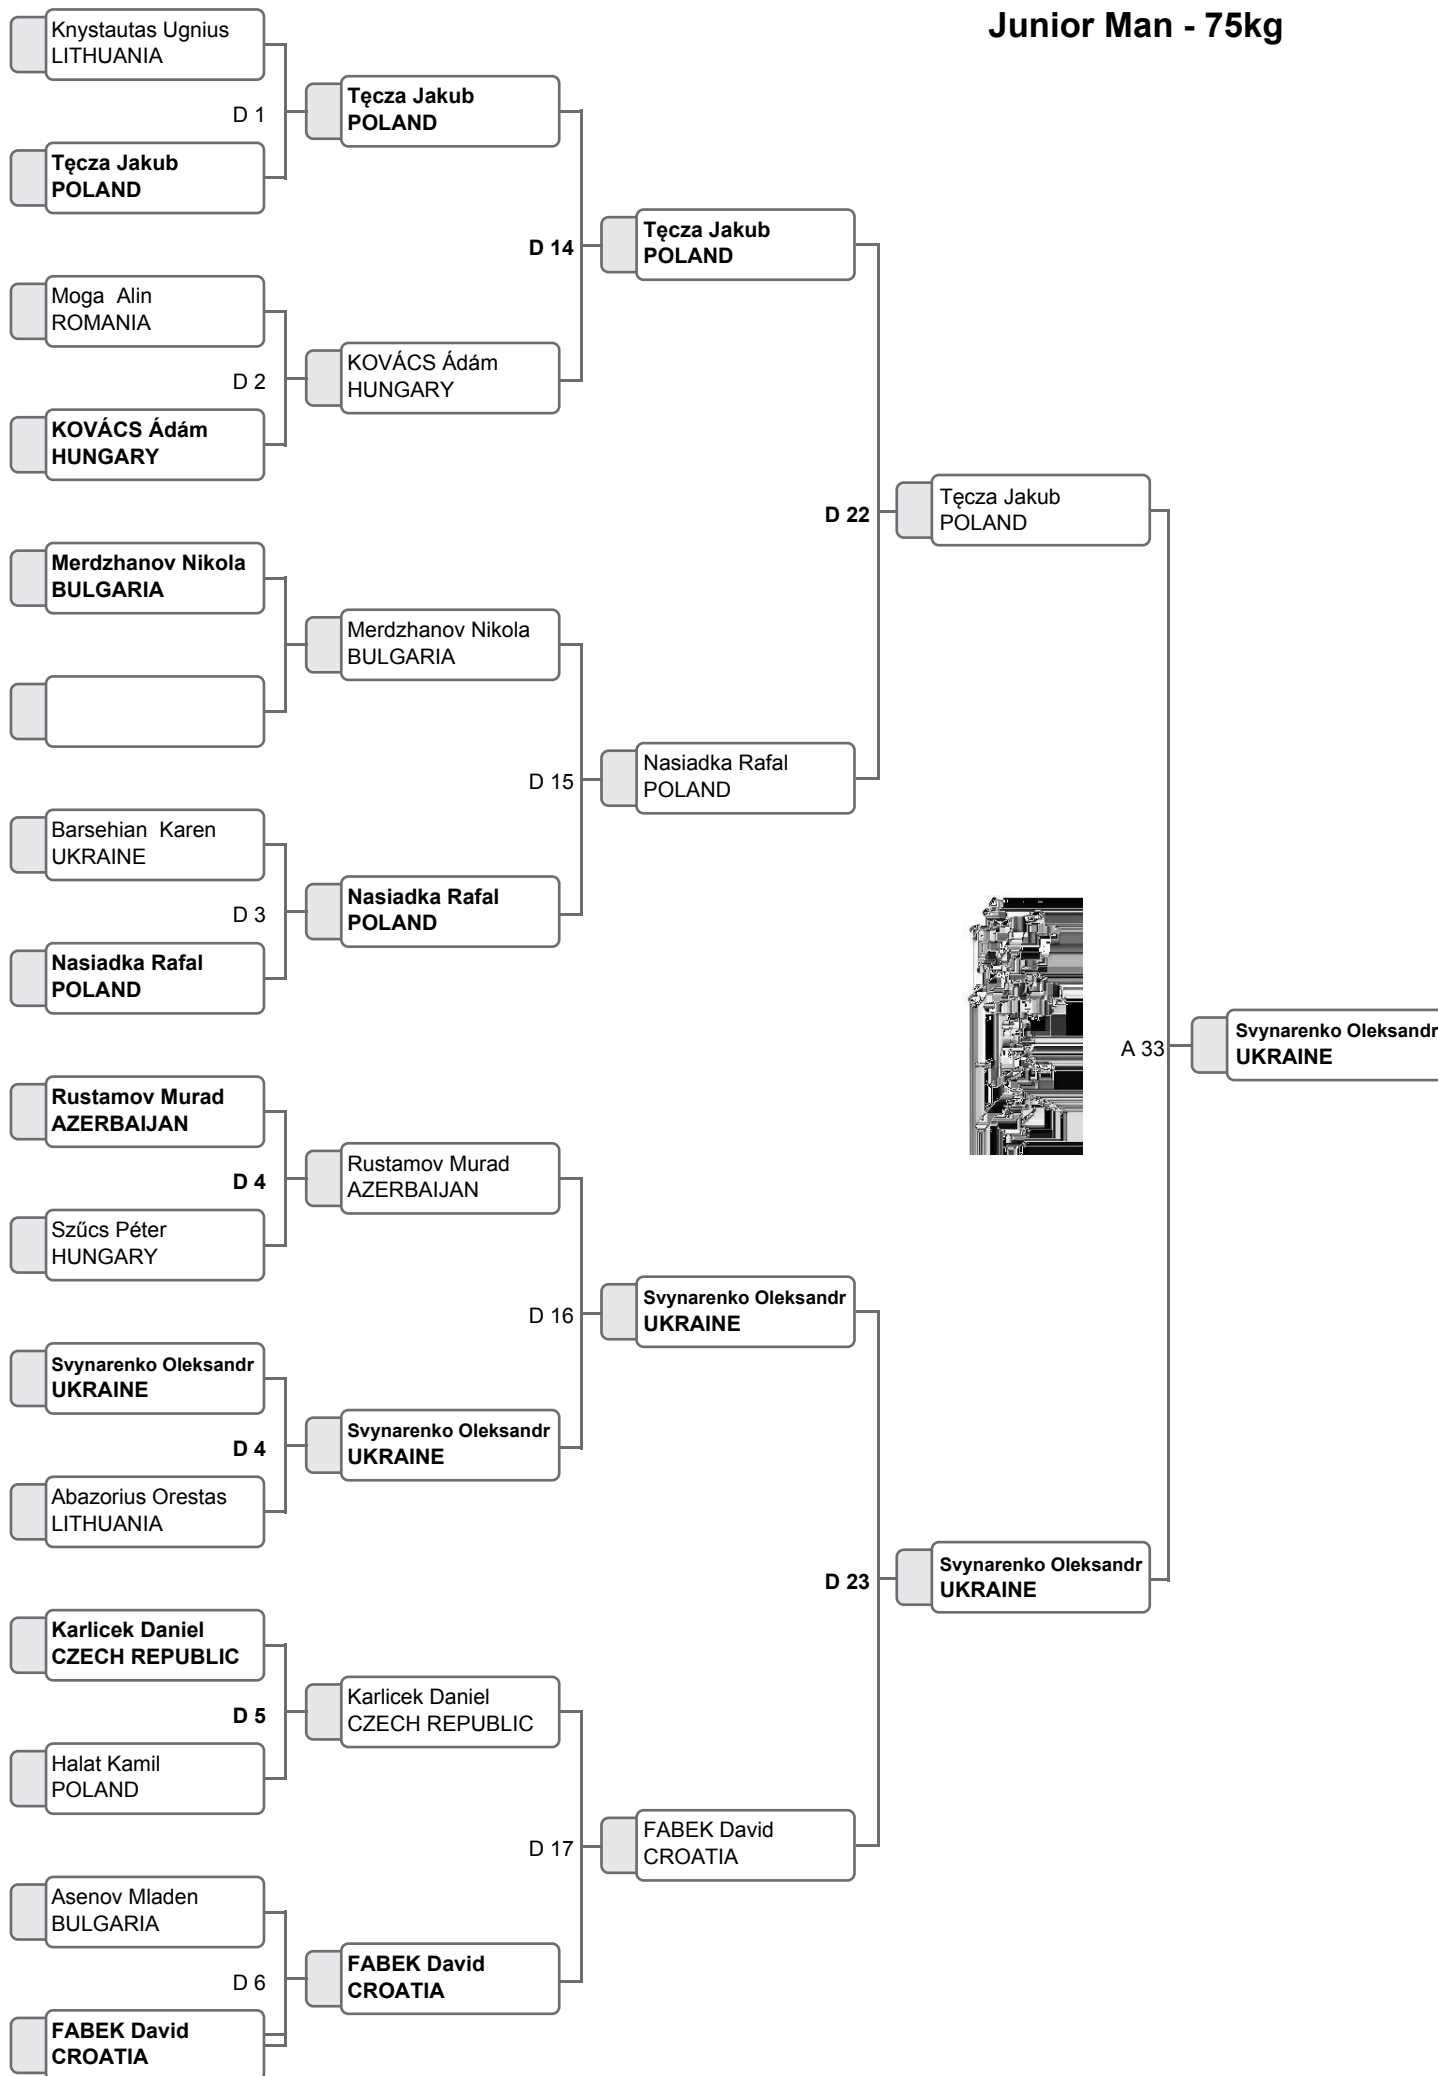 Junior Man - 75kg
Knystautas Ugnius
LITHUANIA
D 1
Tęcza Jakub
POLAND
Tęcza Jakub
POLAND
D 14
Tęcza Jakub
POLAND
Moga  Alin
ROMANIA
D 2
KOVÁCS Ádám
HUNGARY
KOVÁCS Ádám
HUNGARY
D 22
Tęcza Jakub
POLAND
Merdzhanov Nikola
BULGARIA
Merdzhanov Nikola
BULGARIA
D 15
Nasiadka Rafal
POLAND
Barsehian  Karen
UKRAINE
D 3
Nasiadka Rafal
POLAND
Nasiadka Rafal
POLAND
A 33
Svynarenko Oleksandr
UKRAINE
Rustamov Murad
AZERBAIJAN
D 4
Rustamov Murad
AZERBAIJAN
Szűcs Péter
HUNGARY
D 16
Svynarenko Oleksandr
UKRAINE
Svynarenko Oleksandr
UKRAINE
D 4
Svynarenko Oleksandr
UKRAINE
Abazorius Orestas
LITHUANIA
D 23
Svynarenko Oleksandr
UKRAINE
Karlicek Daniel
CZECH REPUBLIC
D 5
Karlicek Daniel
CZECH REPUBLIC
Halat Kamil
POLAND
D 17
FABEK David
CROATIA
Asenov Mladen
BULGARIA
D 6
FABEK David
CROATIA
FABEK David
CROATIA